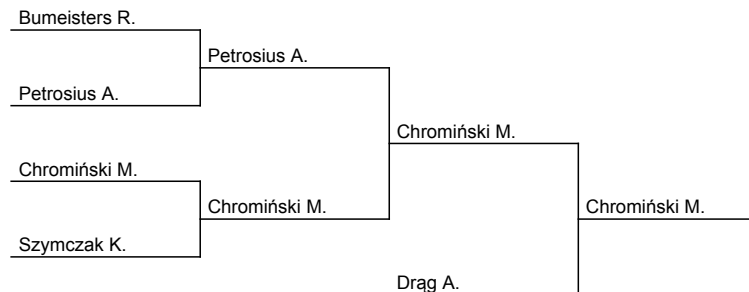 Bumeisters R.
Petrosius A.
Petrosius A.
Chromiński M.
Chromiński M.
Chromiński M.
Chromiński M.
Szymczak K.
Drąg A.